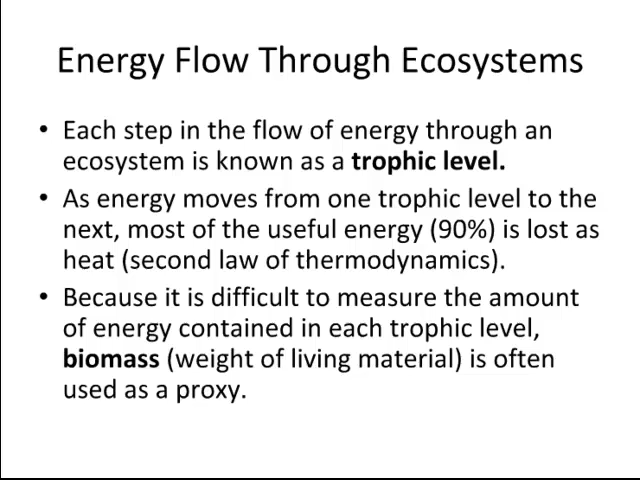 Energy Flow Through Ecosystems
• Each step in the flow of energy through an
ecosystem is known as a trophic level.
• As energy moves from one trophic level to the
next, most of the useful energy (90%) is lost as
heat (second law of thermodynamics).
• Because it is difficult to measure the amount
of energy contained in each trophic level,
biomass (weight of living material) is often
used as a proxy.